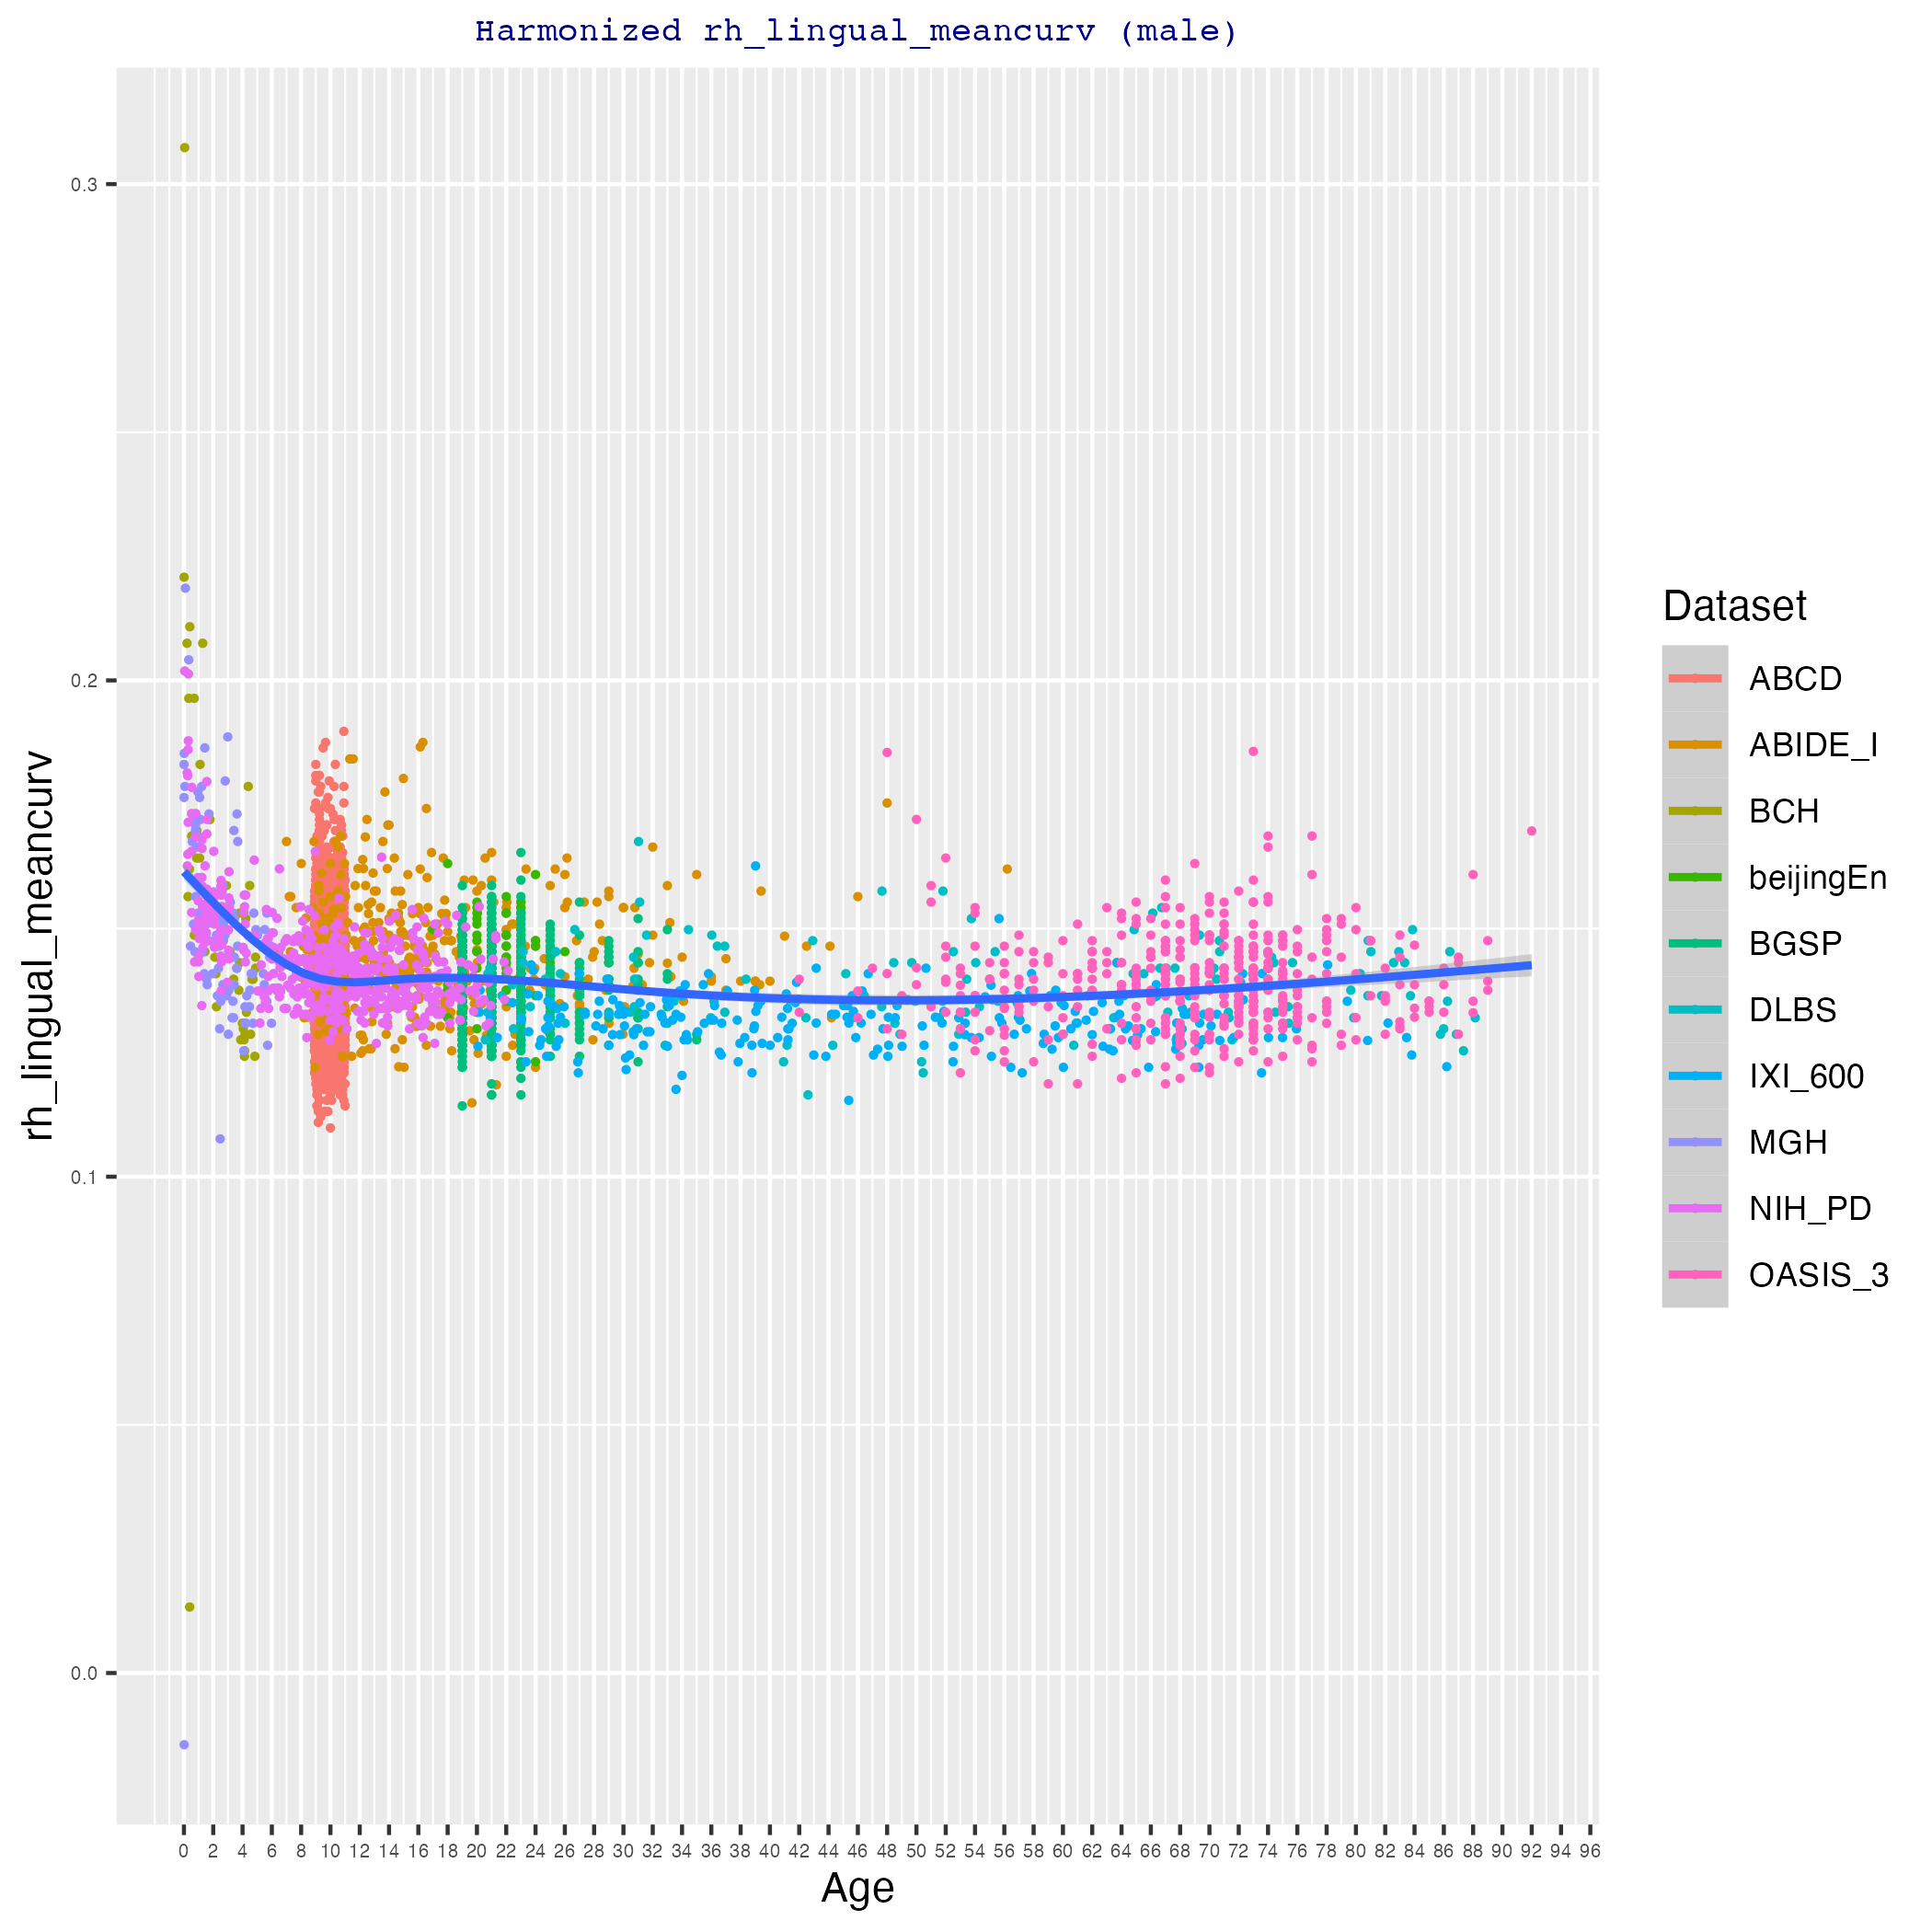 Harmonized rh_lingual_meancurv (male)
rh_lingual_meancurv
0.3
0.2
0.1
0.0
0 2 4 6 8 10 12 14 16 18 20 22 24 26 28 30 32 34 36 38 40 42 44 46 48 50 52 54 56 58 60 62 64 66 68 70 72 74 76 78 80 82 84 86 88 90 92 94 96
Age
Dataset
ABCD
ABIDE_I
BCH
beijingEn
BGSP
DLBS
IXI_600
MGH
NIH_PD
OASIS_3